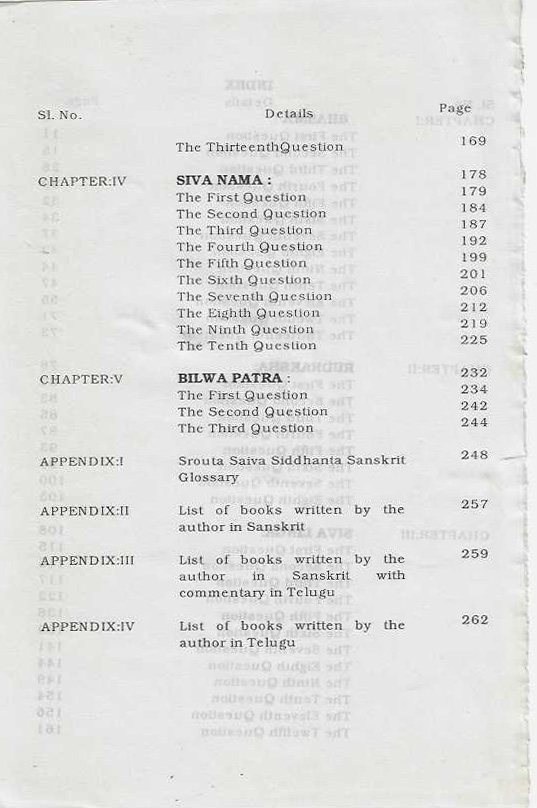 Sl. No. Details Page
The ThirteenthQuestion 169
CHAPTER:IV SIVA NAMA : 178
The First Question 179
The Second Question 184
The Third Question 187
The Fourth Question 192
The Fifth Question 199
The Sixth Question 201
The Seventh Question 206
The Eighth Question 212
The Ninth Question 219
The Tenth Question 225
CHAPTER:V BILWA PATRA : 232
The First Question 234
The Second Question 242
The Third Question 244
APPENDIX:I Srouta Saiva Siddhanta Sanskrit 248
Glossary
APPENDIX:II List of books written by the 257
author in Sanskrit
APPENDIX:III List of books written by the 259
author in Sanskrit with
commentary in Telugu
APPENDIX:IV List of books written by the 262
author in Telugu